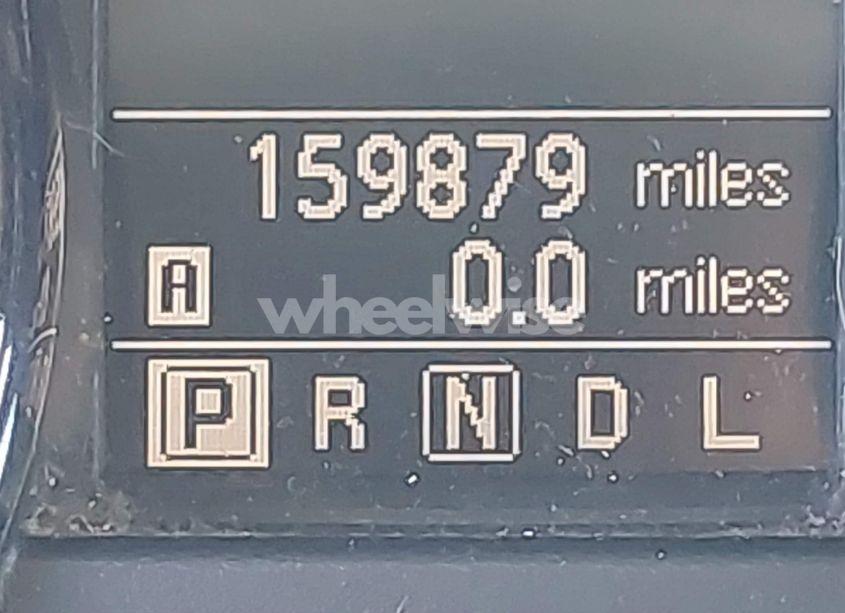 159879 miles
A 0.0 miles
wheelwise
P R N D L